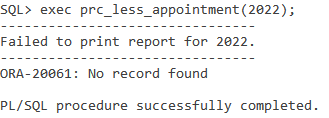 SQL> exec prc_less_appointment(2022);
--------------------------------
Failed to print report for 2022.
--------------------------------
ORA-20061: No record found
PL/SQL procedure successfully completed.